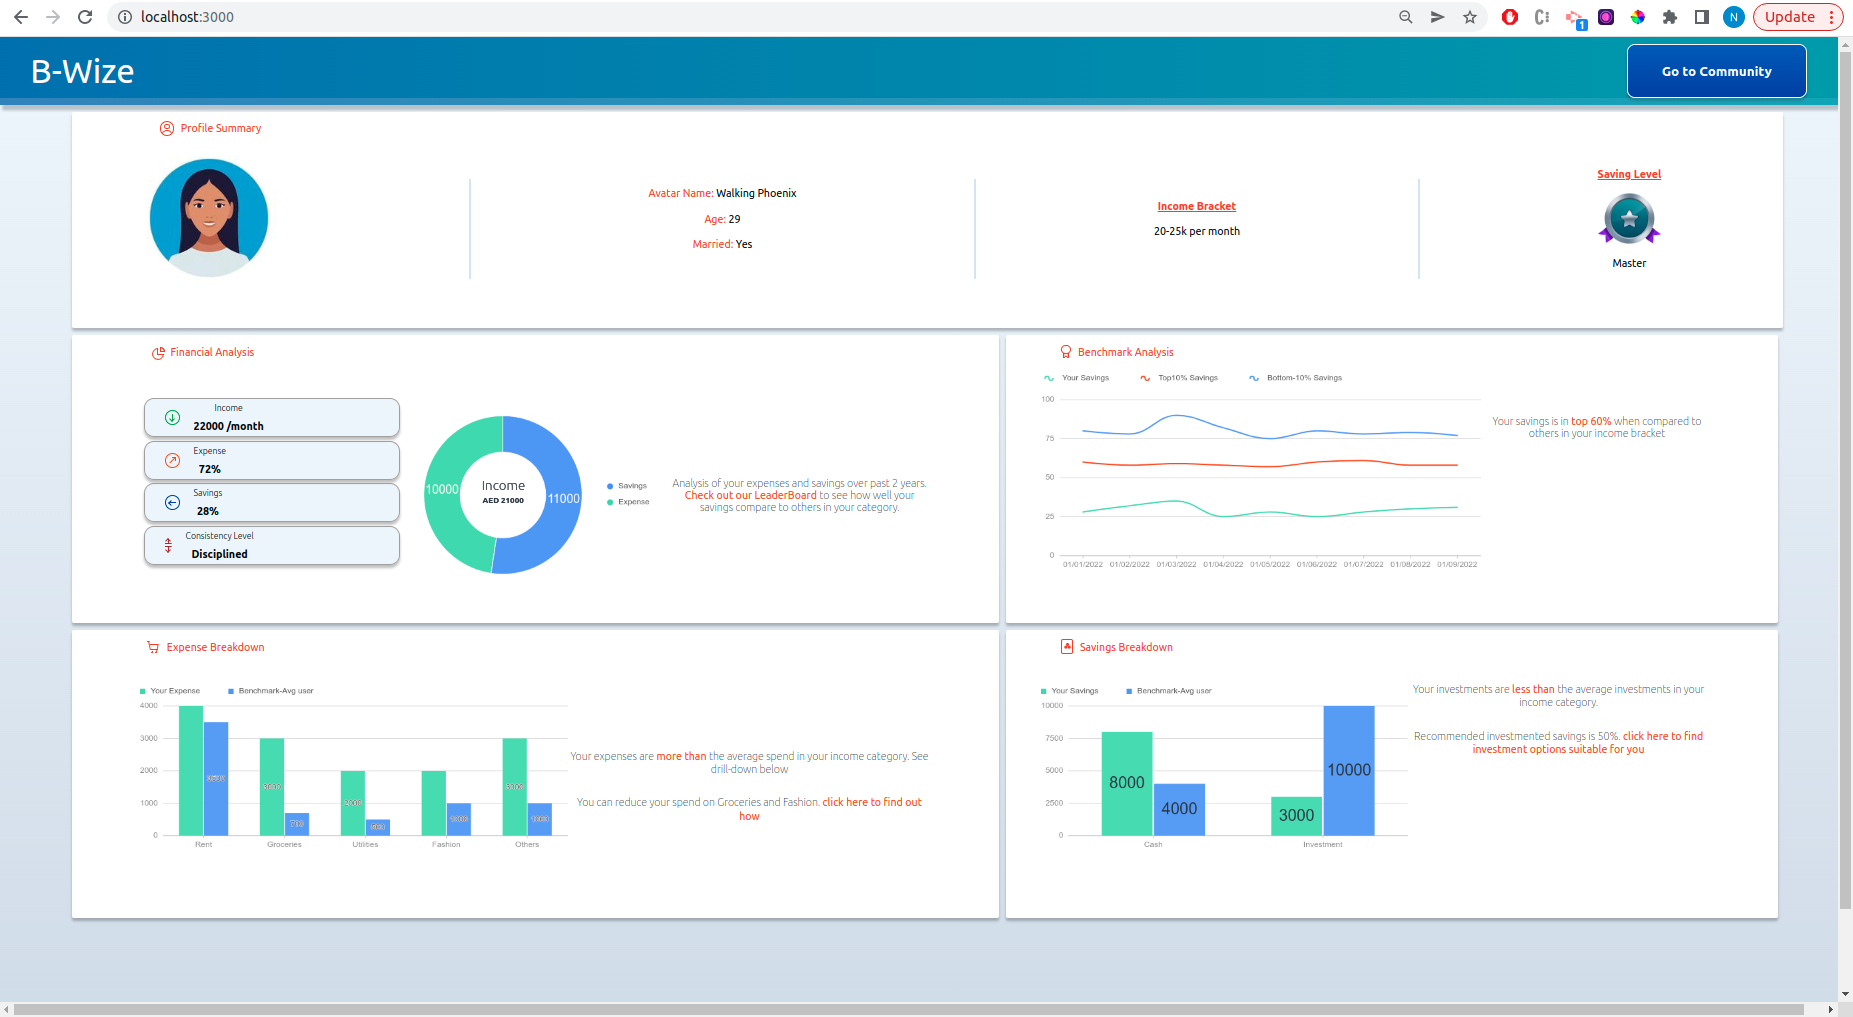 localhost:3000
1
N
Update
B-Wize
Go to Community
Profile Summary
Avatar Name: Walking Phoenix
Age: 29
Married: Yes
Income Bracket
20-25k per month
Saving Level
Master
Financial Analysis
Income
22000 /month
Expense
72%
Savings
28%
Consistency Level
Disciplined
10000
Income
AED 21000
11000
Savings
Expense
Analysis of your expenses and savings over past 2 years.
Check out our LeaderBoard to see how well your
savings compare to others in your category.
Benchmark Analysis
Your Savings
Top10% Savings
Bottom-10% Savings
100
75
50
25
0
01/01/2022 01/02/2022 01/03/2022 01/04/2022 01/05/2022 01/06/2022 01/07/2022 01/08/2022 01/09/2022
Your savings is in top 60% when compared to
others in your income bracket
Expense Breakdown
Your Expense
Benchmark-Avg user
4000
3000
2000
1000
0
3500
3000
700
2000
500
1000
3000
1000
Rent
Groceries
Utilities
Fashion
Others
Your expenses are more than the average spend in your income category. See
drill-down below
You can reduce your spend on Groceries and Fashion. click here to find out
how
Savings Breakdown
Your Savings
Benchmark-Avg user
10000
7500
5000
2500
0
8000
4000
3000
10000
Cash
Investment
Your investments are less than the average investments in your
income category.
Recommended investmented savings is 50%. click here to find
investment options suitable for you